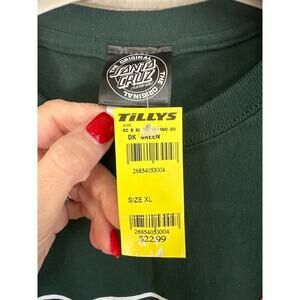 THE ORIGINAL
SANTA
CRUZ
THE ORIGINAL
TILLYS
DK GREEN
26854053004
SIZE XL
26854053004
$22.99